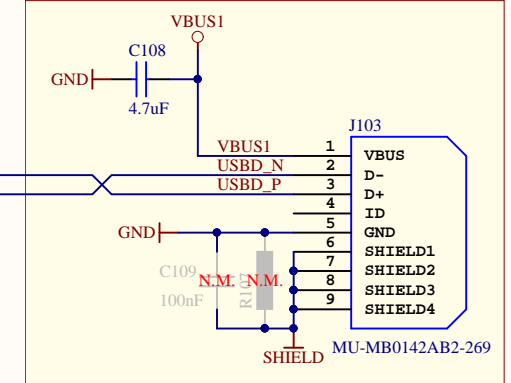 VBUS1
C108
GND
4.7uF
J103
VBUS1 1 VBUS
USBD_N 2 D-
USBD_P 3 D+
4 ID
GND 5 GND
6 SHIELD1
7 SHIELD2
8 SHIELD3
9 SHIELD4
C109 N.M. N.M.
100nF
SHIELD
MU-MB0142AB2-269